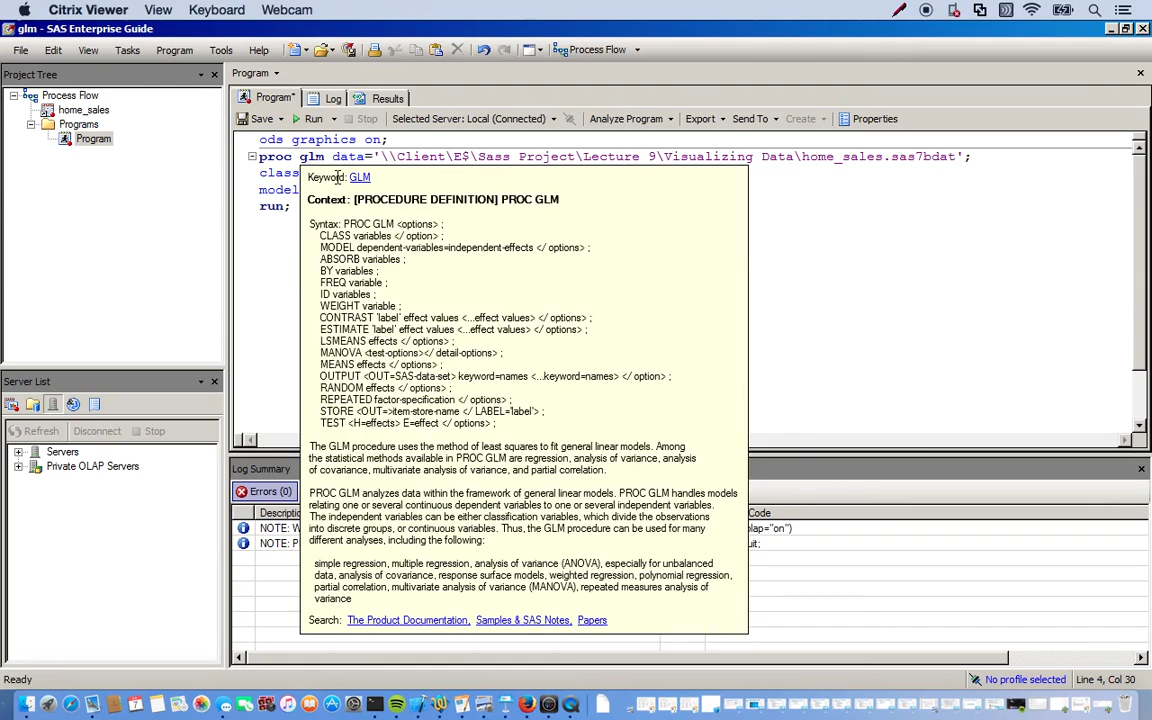 Citrix Viewer View Keyboard Webcam
glm - SAS Enterprise Guide
File Edit View Tasks Program Tools Help Process Flow
Project Tree
Program
Process Flow
home_sales
Programs
Program
Program* Log Results
Save Run Stop Selected Server: Local (Connected) Analyze Program Export Send To Create Properties
ods graphics on;
proc glm data='\\Client\E$\Sass Project\Lecture 9\Visualizing Data\home_sales.sas7bdat';
class
model
run;
Keyword: GLM
Context: [PROCEDURE DEFINITION] PROC GLM
Syntax: PROC GLM <options> ;
CLASS variables </ option> ;
MODEL dependent-variables=independent-effects </ options> ;
ABSORB variables ;
BY variables ;
FREQ variable ;
ID variables ;
WEIGHT variable ;
CONTRAST 'label' effect values <...effect values> </ options> ;
ESTIMATE 'label' effect values <...effect values> </ options> ;
LSMEANS effects </ options> ;
MANOVA <test-options></ detail-options> ;
MEANS effects </ options> ;
OUTPUT <OUT=SAS-data-set> keyword=names <...keyword=names> </ option> ;
RANDOM effects </ options> ;
REPEATED factor-specification </ options> ;
STORE <OUT=>item-store-name </ LABEL='label'> ;
TEST <H=effects> E=effect </ options> ;
The GLM procedure uses the method of least squares to fit general linear models. Among
the statistical methods available in PROC GLM are regression, analysis of variance, analysis
of covariance, multivariate analysis of variance, and partial correlation.
PROC GLM analyzes data within the framework of general linear models. PROC GLM handles models
relating one or several continuous dependent variables to one or several independent variables.
The independent variables can be either classification variables, which divide the observations
into discrete groups, or continuous variables. Thus, the GLM procedure can be used for many
different analyses, including the following:
simple regression, multiple regression, analysis of variance (ANOVA), especially for unbalanced
data, analysis of covariance, response surface models, weighted regression, polynomial regression,
partial correlation, multivariate analysis of variance (MANOVA), repeated measures analysis of
variance
Search: The Product Documentation, Samples & SAS Notes, Papers
Server List
Refresh Disconnect Stop
Servers
Private OLAP Servers
Log Summary
Errors (0)
Descripti Code
NOTE: W lap="on")
NOTE: P uit;
Ready
No profile selected Line 4, Col 30